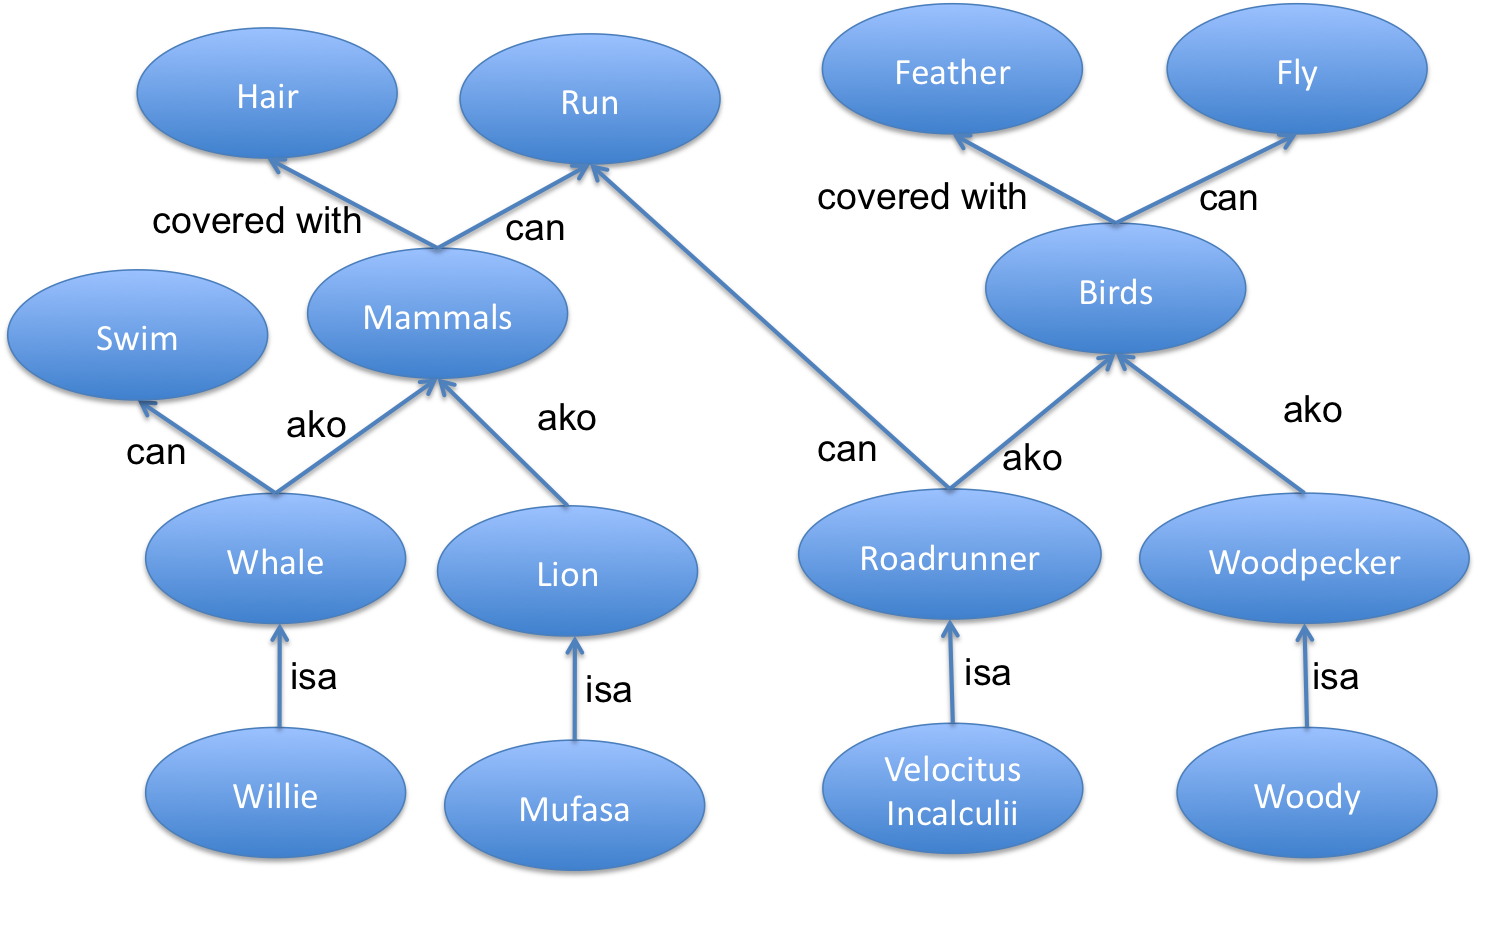 Feather
Fly
Hair
Run
covered with
can
covered with
can
Birds
Mammals
Swim
ako
ako
ako
can
can
ako
Roadrunner
Whale
Woodpecker
Lion
isa
isa
isa
isa
Velocitus
Incalculii
Willie
Woody
Mufasa